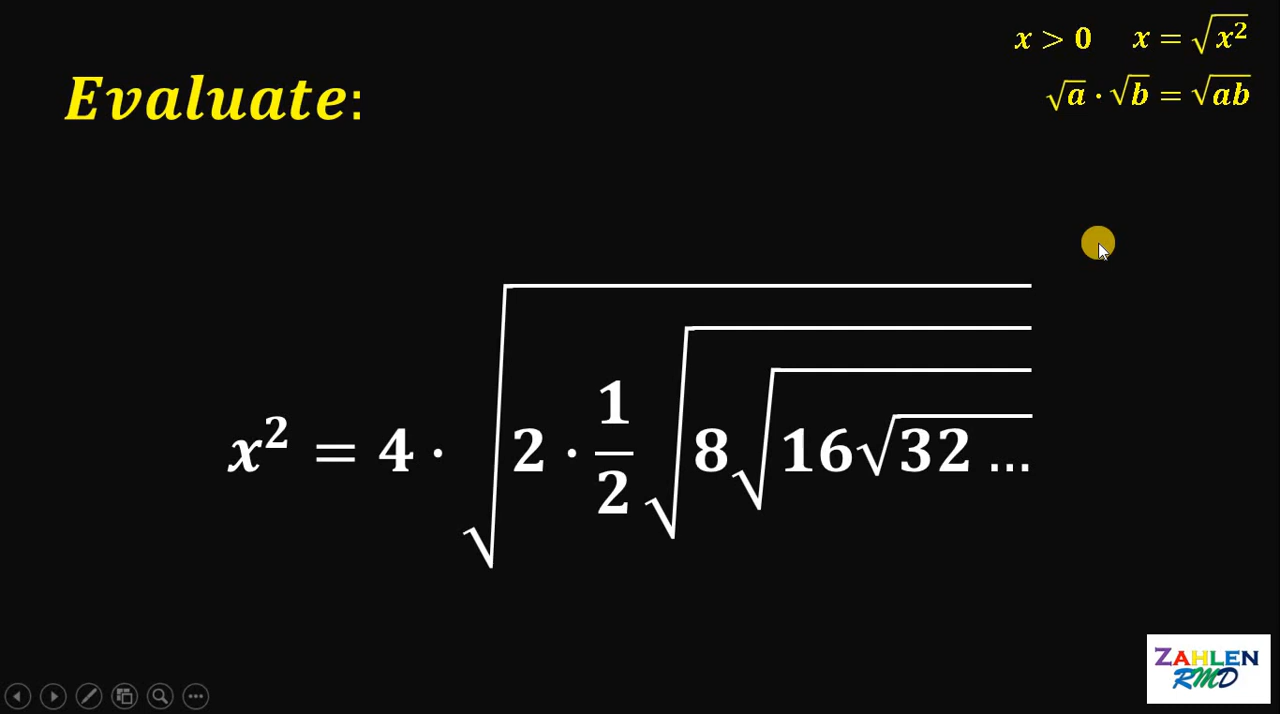 x > 0 x = √x²
Evaluate:
√a · √b = √ab
x² = 4 · √(2 · 1/2 √(8√(16√(32 ...))))
ZAHLEN
RMD